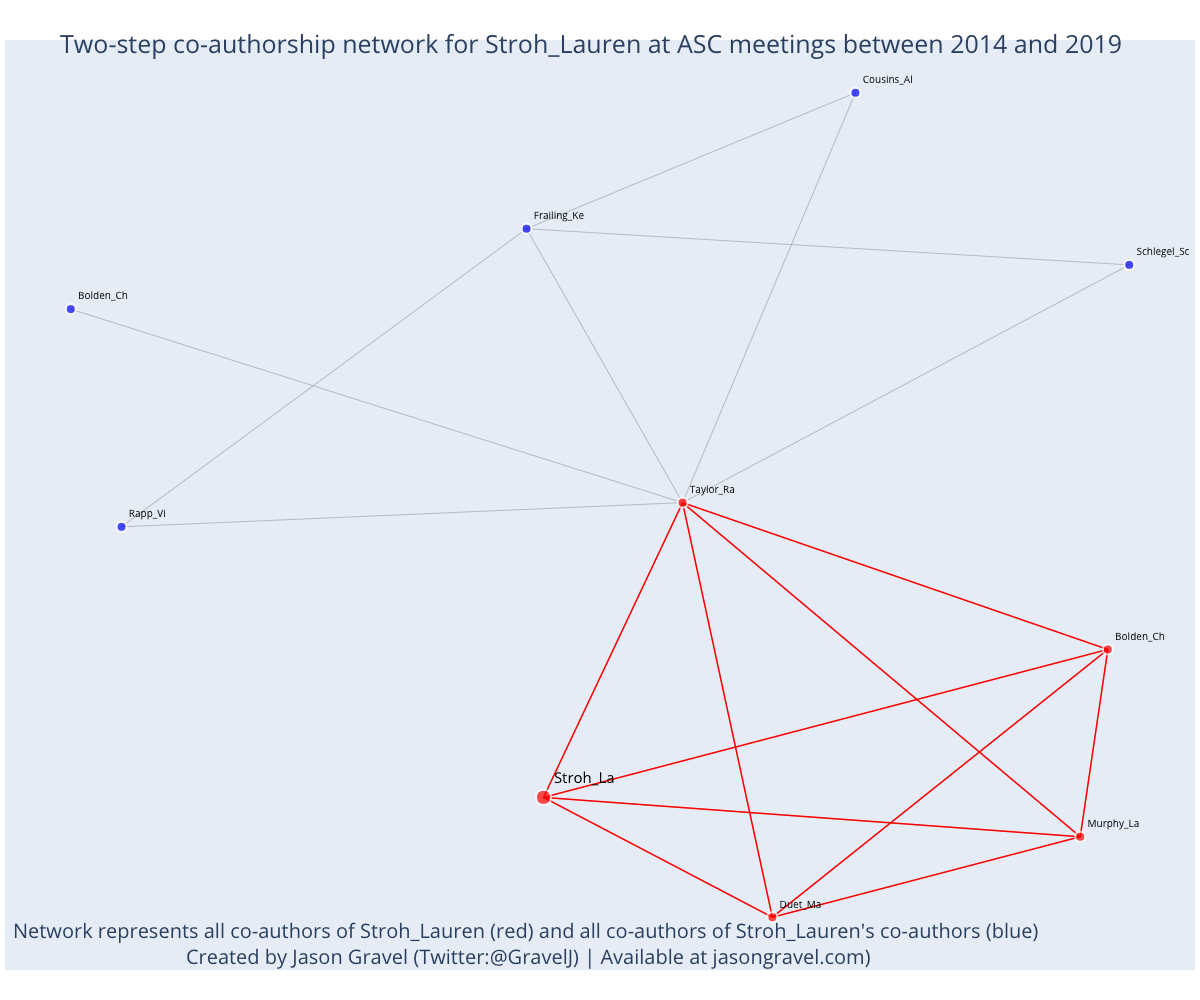 Two-step co-authorship network for Stroh_Lauren at ASC meetings between 2014 and 2019
Cousins_Al
Frailing_Ke
Schlegel_Sc
Bolden_Ch
Taylor_Ra
Rapp_Vi
Bolden_Ch
Stroh_La
Murphy_La
Duet_Ma
Network represents all co-authors of Stroh_Lauren (red) and all co-authors of Stroh_Lauren's co-authors (blue)
Created by Jason Gravel (Twitter:@GravelJ) | Available at jasongravel.com)